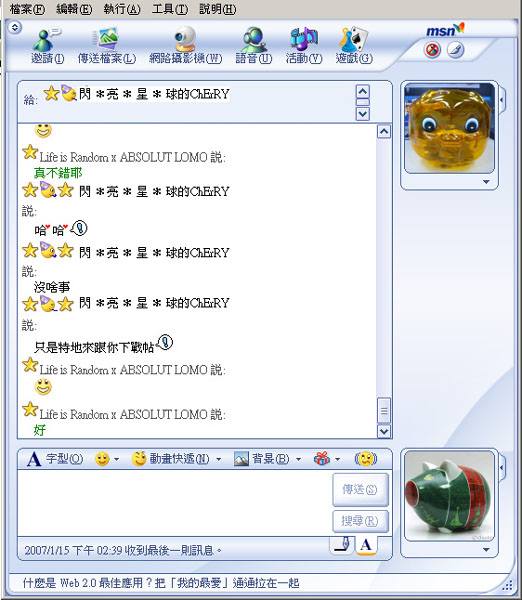 檔案(F) 編輯(E) 執行(A) 工具(T) 說明(H)
msn
邀請(I) 傳送檔案(L) 網路攝影機(W) 語音(U) 活動(V) 遊戲(G)
給: 閃 * 亮 * 星 * 球的ChErRY
Life is Random x ABSOLUT LOMO 說:
真不錯耶
閃 * 亮 * 星 * 球的ChErRY
說:
哈 哈
閃 * 亮 * 星 * 球的ChErRY
說:
沒啥事
閃 * 亮 * 星 * 球的ChErRY
說:
只是特地來跟你下戰帖
Life is Random x ABSOLUT LOMO 說:
Life is Random x ABSOLUT LOMO 說:
好
A 字型(O) 動畫快遞(N) 背景(B)
傳送(S)
搜尋(R)
2007/1/15 下午 02:39 收到最後一則訊息。
A
什麼是 Web 2.0 最佳應用？把「我的最愛」通通拉在一起